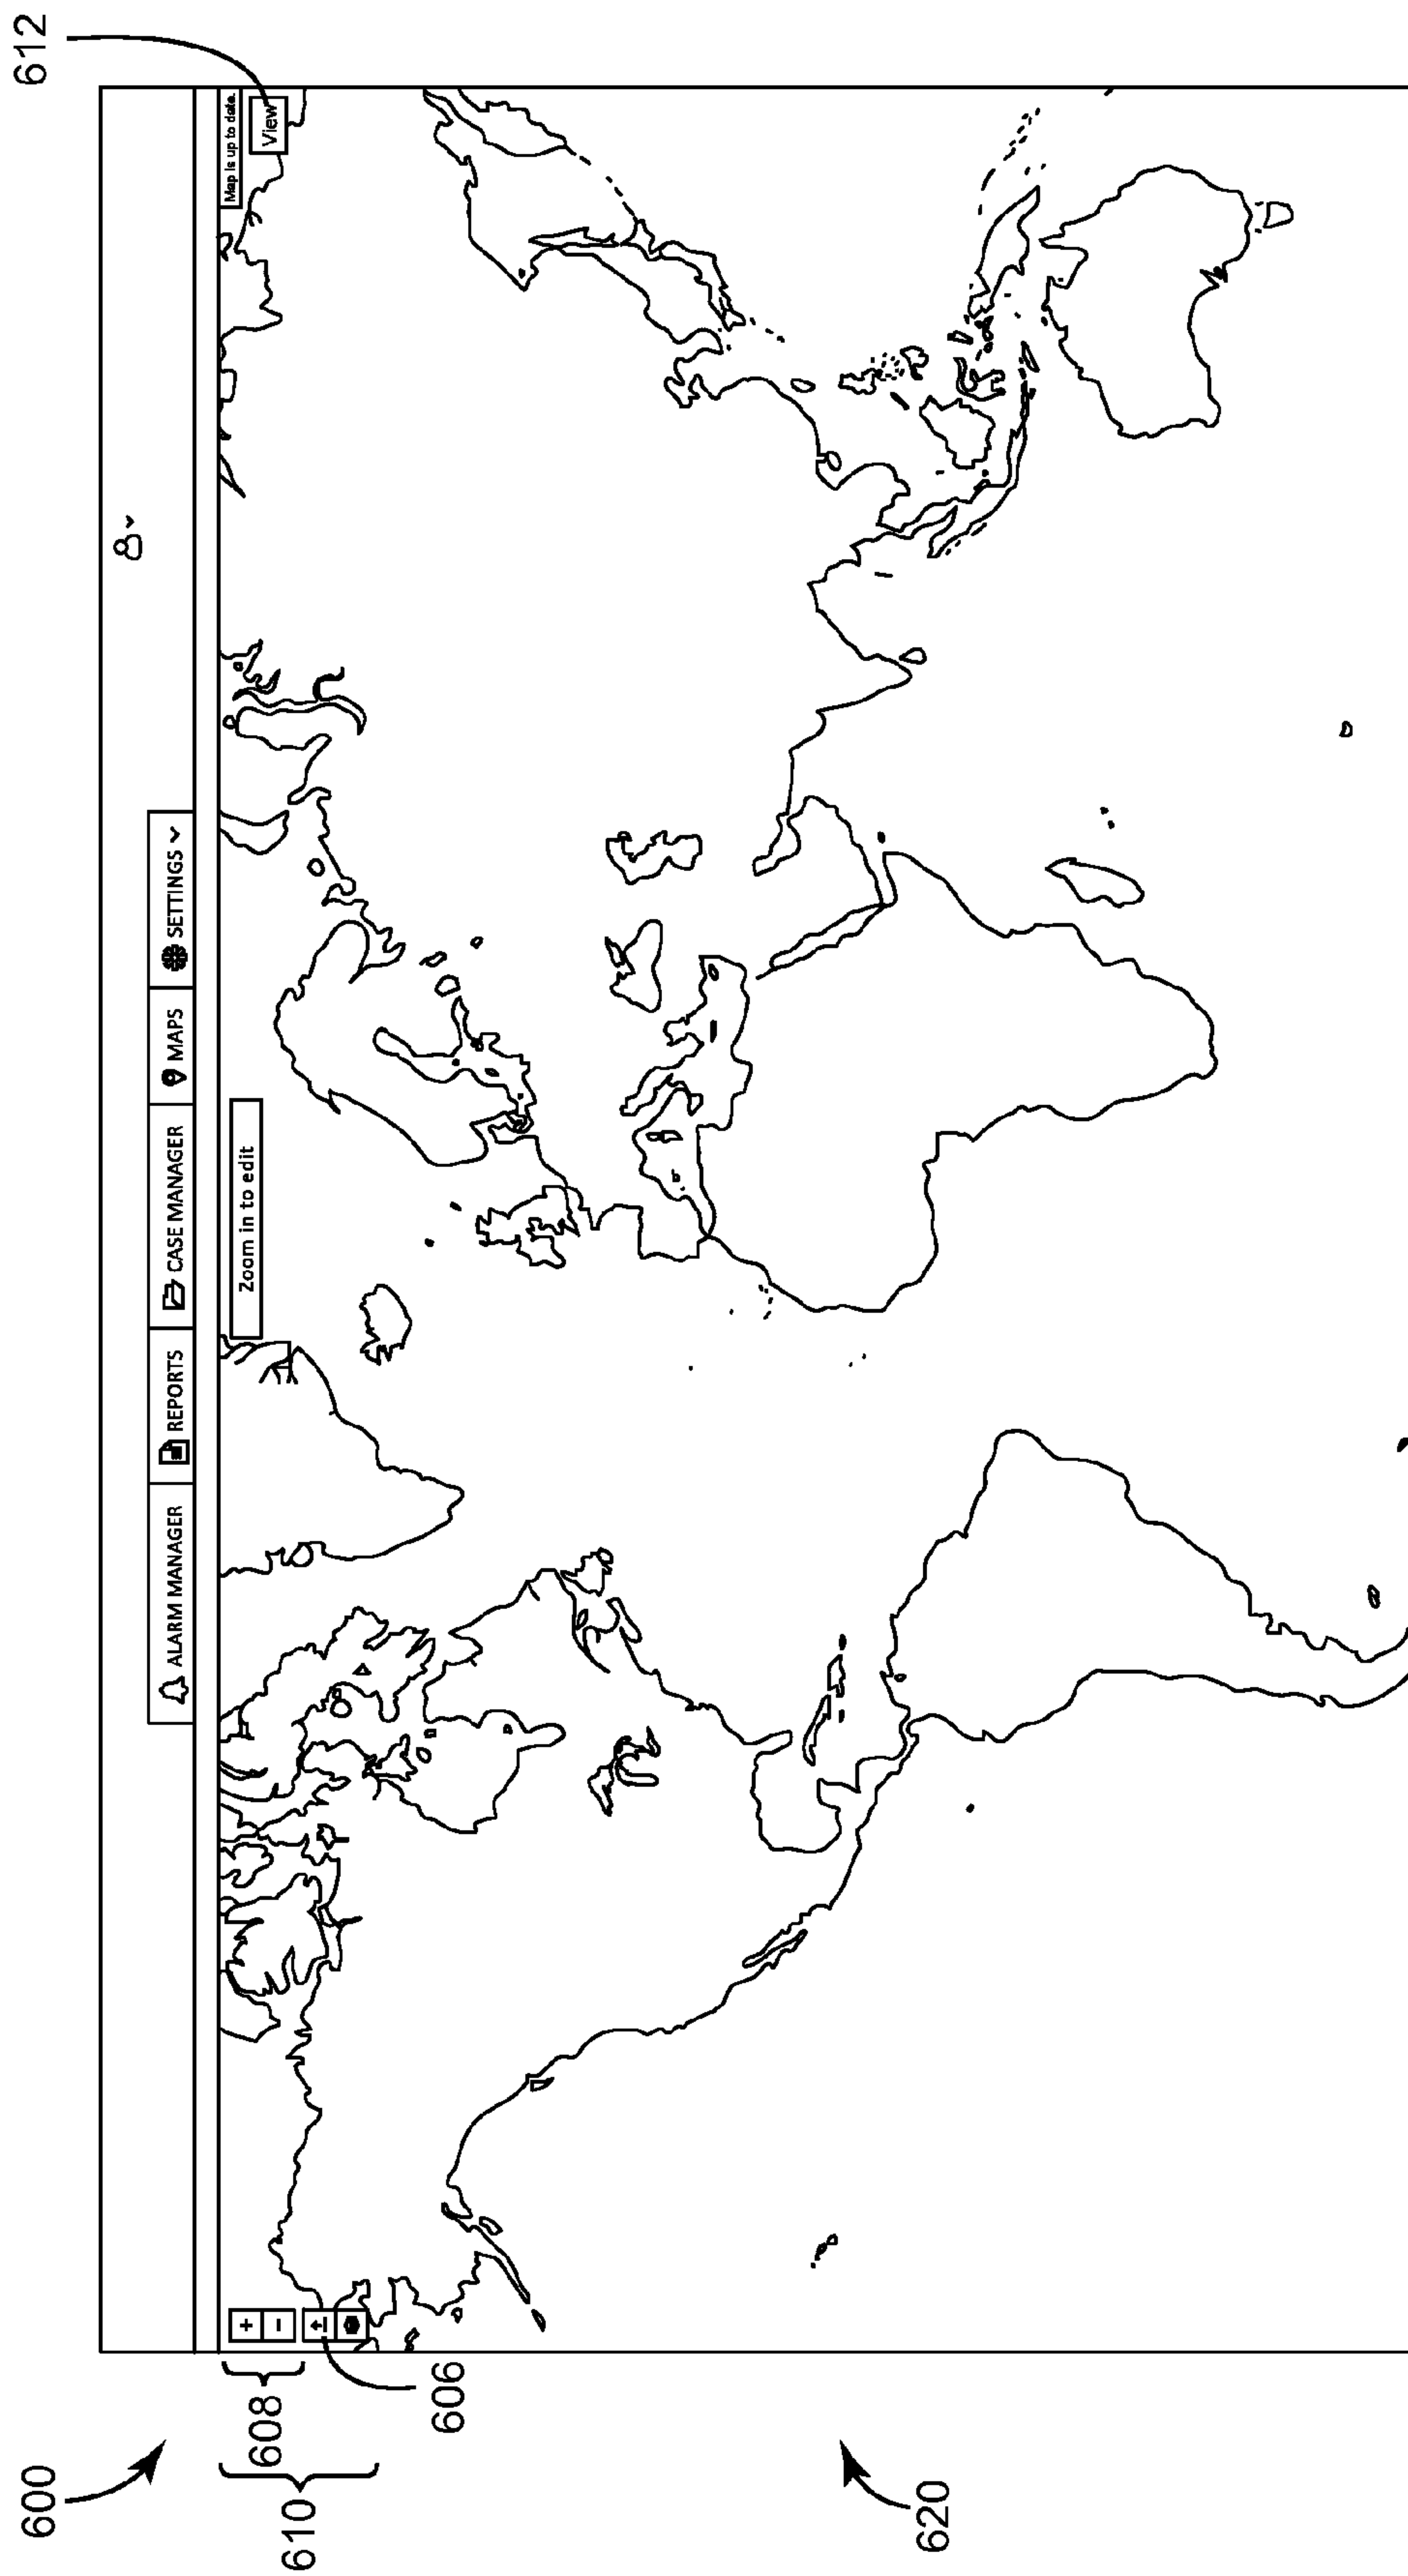 600
612
ALARM MANAGER
REPORTS
CASE MANAGER
MAPS
SETTINGS
Zoom in to edit
Map is up to date.
View
+
-
608
610
606
620